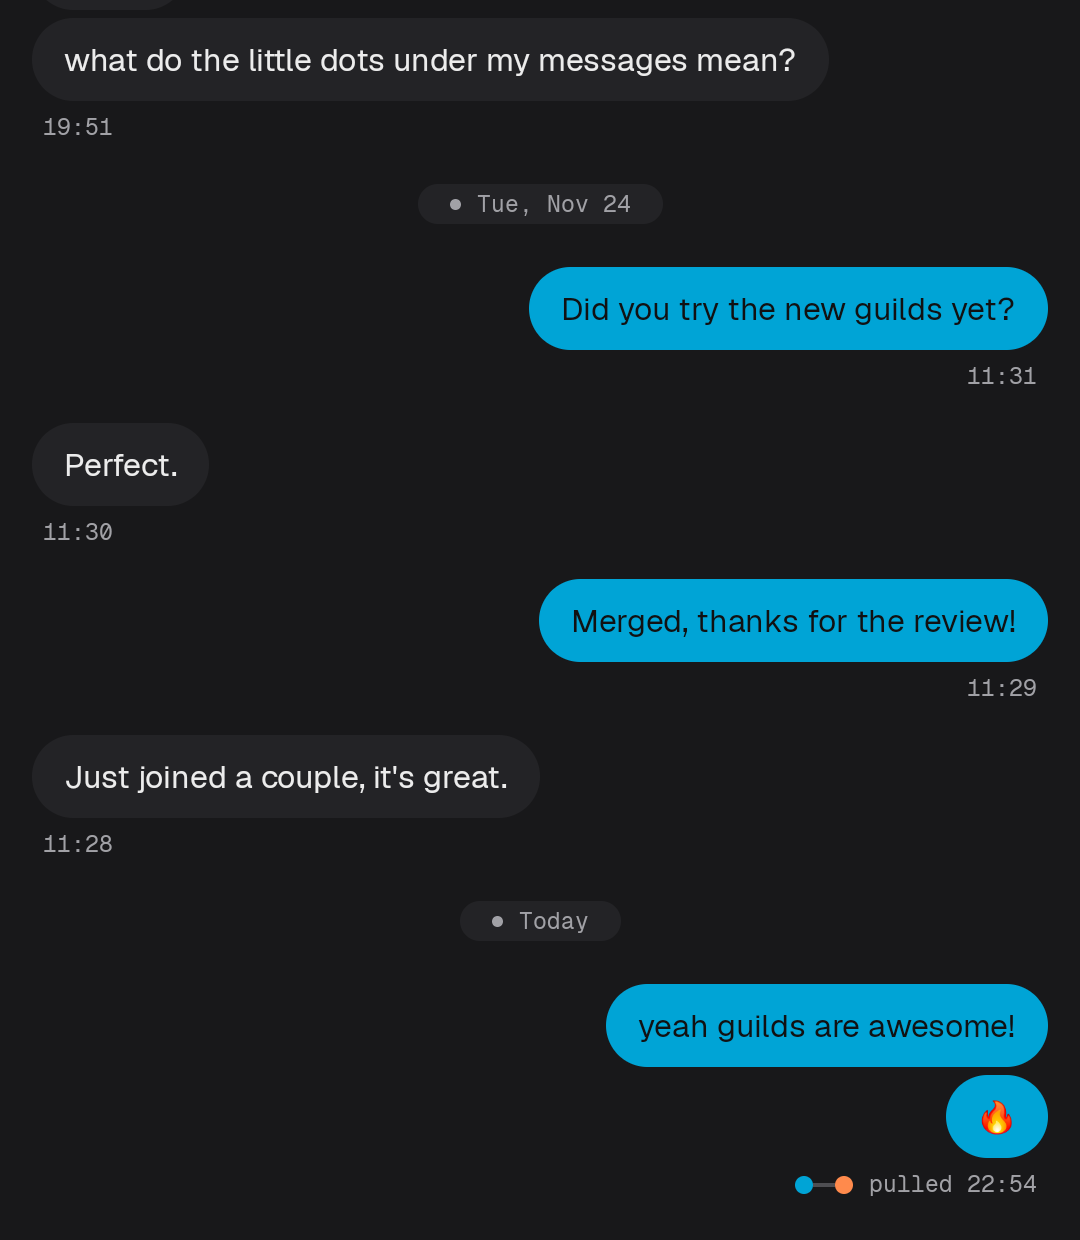 what do the little dots under my messages mean?
19:51
Tue, Nov 24
Did you try the new guilds yet?
11:31
Perfect.
11:30
Merged, thanks for the review!
11:29
Just joined a couple, it's great.
11:28
Today
yeah guilds are awesome!
🔥
pulled 22:54